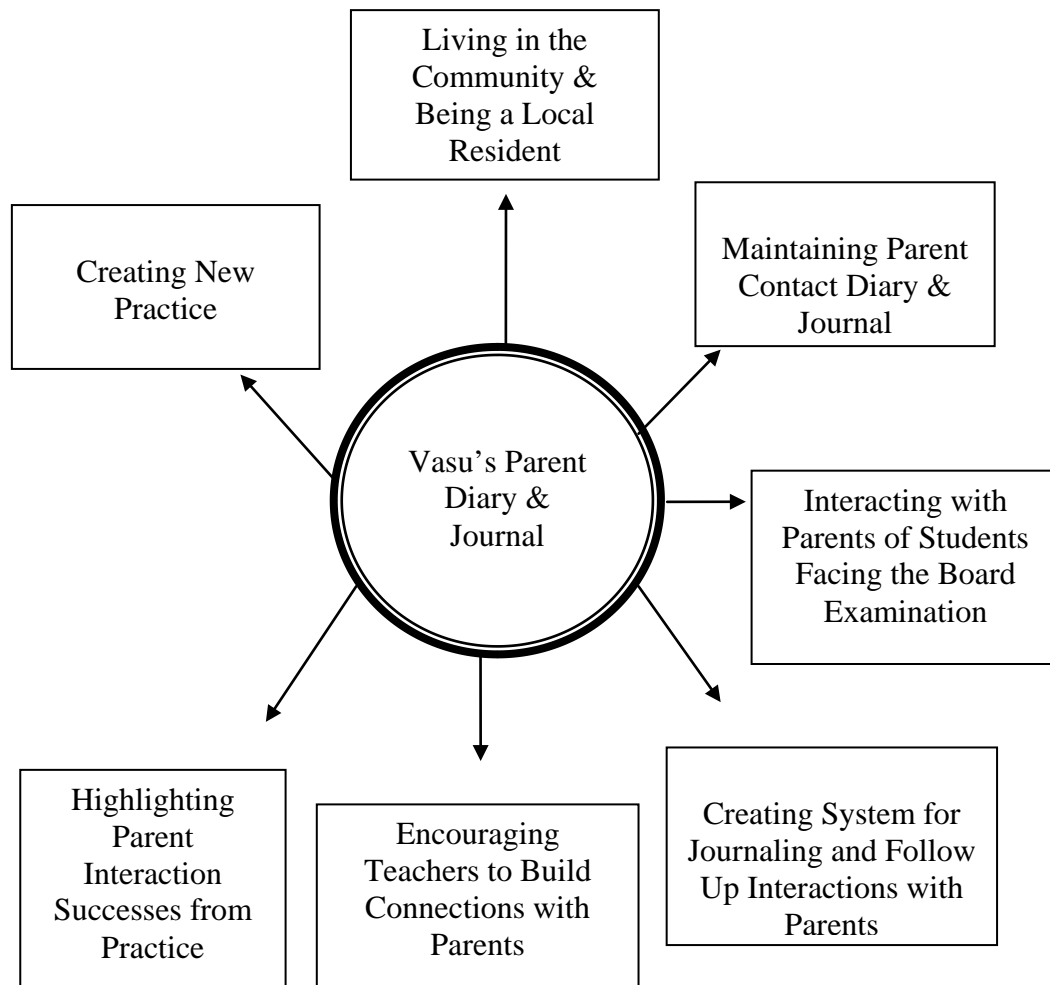 Living in the
Community &
Being a Local
Resident
Creating New
Practice
Maintaining Parent
Contact Diary &
Journal
Vasu’s Parent
Diary &
Journal
Interacting with
Parents of Students
Facing the Board
Examination
Highlighting
Parent
Interaction
Successes from
Practice
Encouraging
Teachers to Build
Connections with
Parents
Creating System for
Journaling and Follow
Up Interactions with
Parents